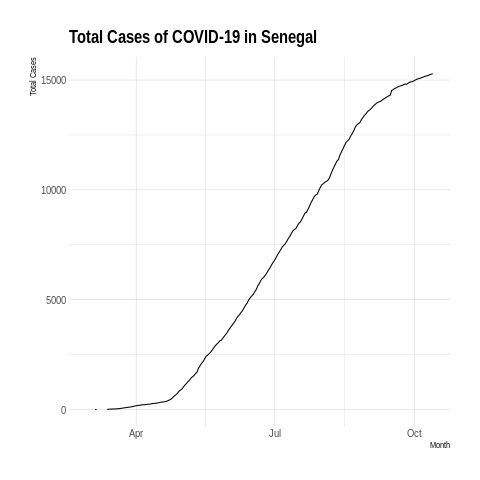 Total Cases of COVID-19 in Senegal
Total Cases
15000
10000
5000
0
Apr
Jul
Oct
Month